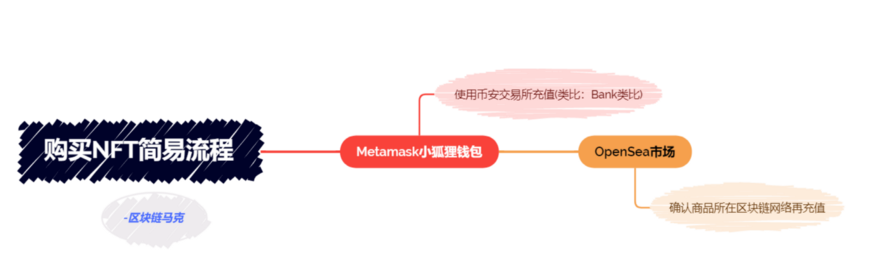 使用币安交易所充值(类比：Bank类比)
购买NFT简易流程
Metamask小狐狸钱包
OpenSea市场
-区块链马克
确认商品所在区块链网络再充值